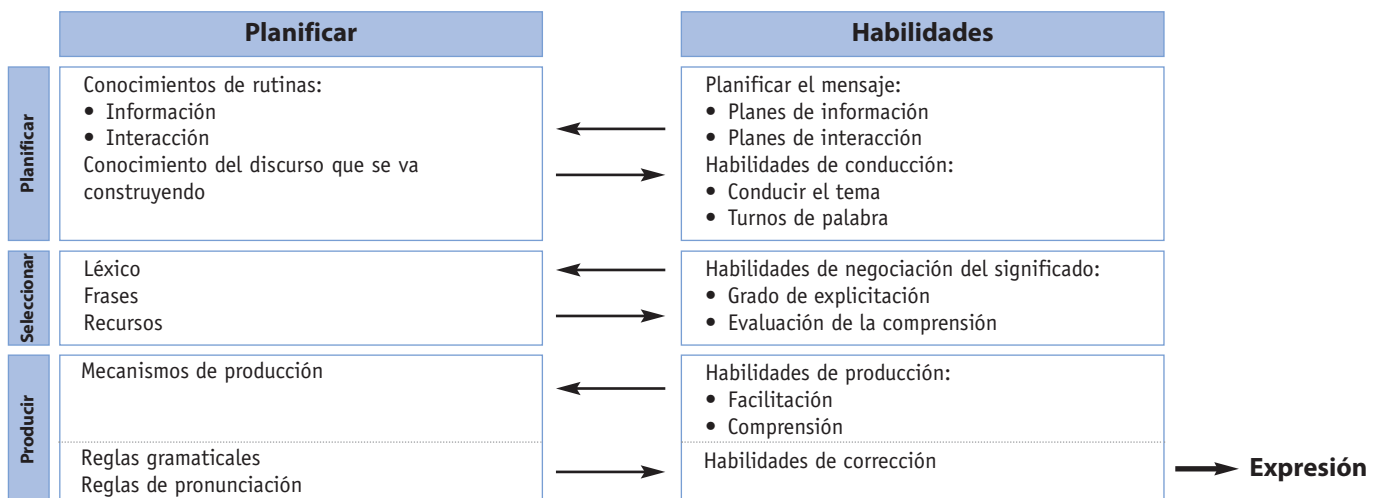 Planificar
Habilidades
Planificar
Conocimientos de rutinas:
• Información
• Interacción
Conocimiento del discurso que se va
construyendo
Planificar el mensaje:
• Planes de información
• Planes de interacción
Habilidades de conducción:
• Conducir el tema
• Turnos de palabra
Seleccionar
Léxico
Frases
Recursos
Habilidades de negociación del significado:
• Grado de explicitación
• Evaluación de la comprensión
Producir
Mecanismos de producción
Habilidades de producción:
• Facilitación
• Comprensión
Reglas gramaticales
Reglas de pronunciación
Habilidades de corrección
Expresión